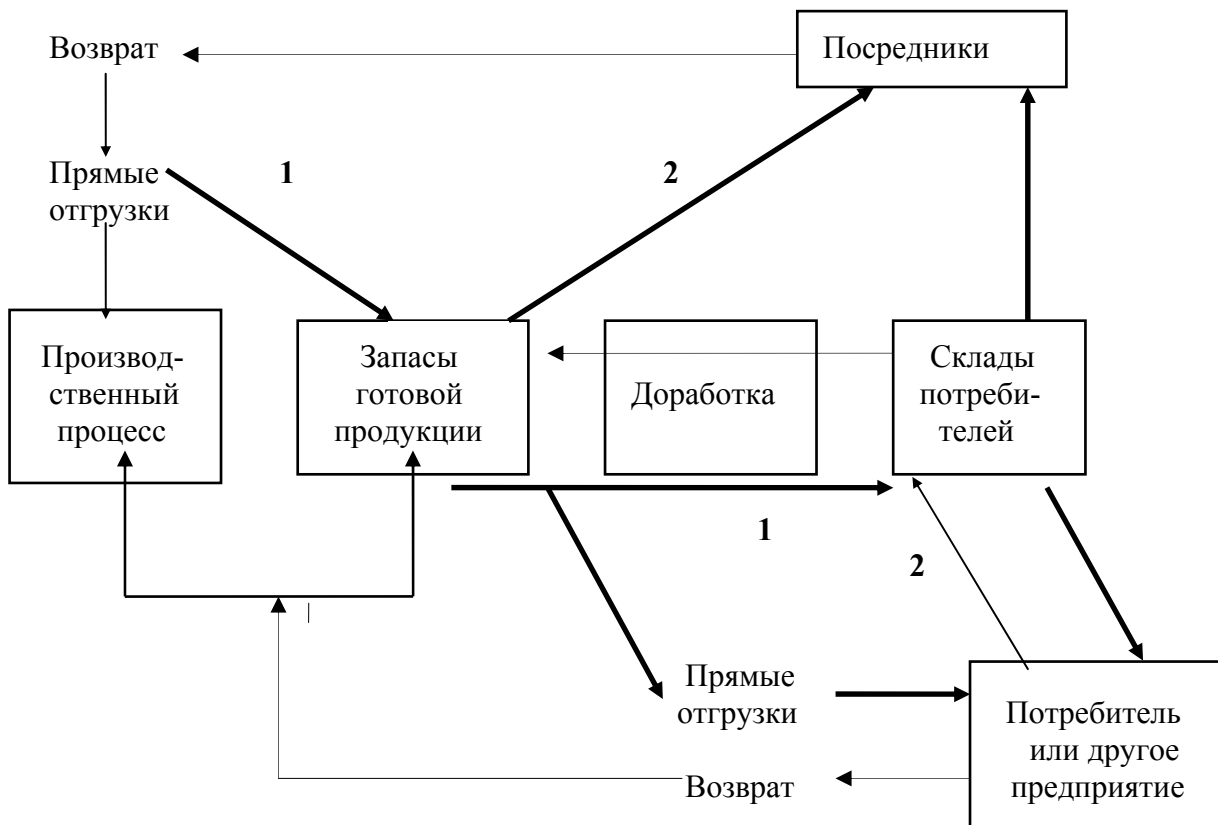 Возврат
Посредники
Прямые
отгрузки
1
2
Производ-
ственный
процесс
Запасы
готовой
продукции
Доработка
Склады
потреби-
телей
1
2
Прямые
отгрузки
Возврат
Потребитель
или другое
предприятие